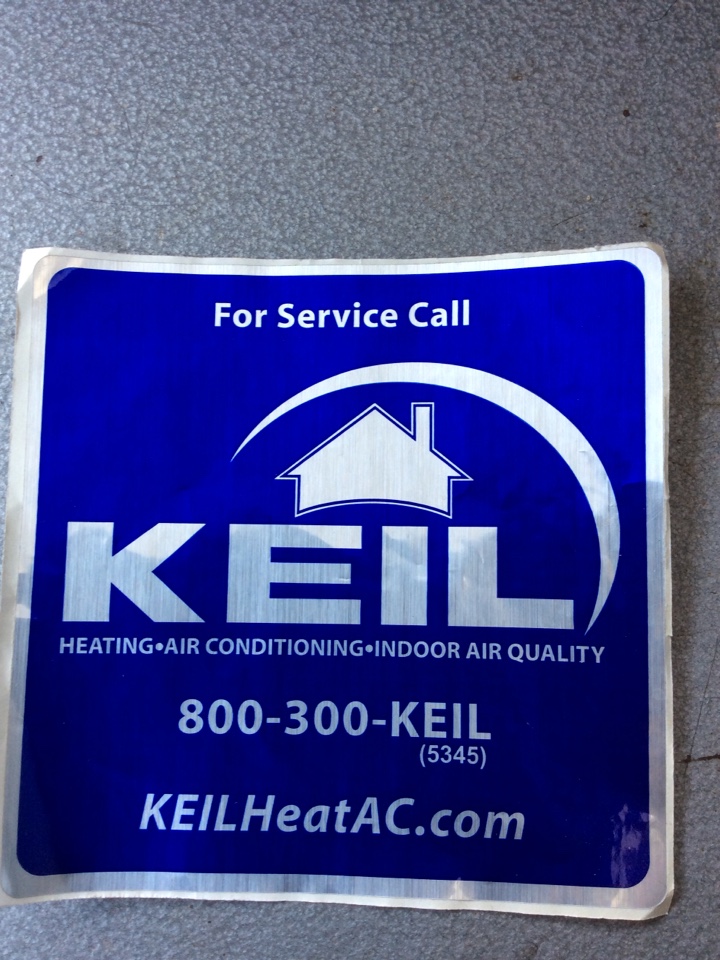 For Service Call
KEIL
HEATING•AIR CONDITIONING•INDOOR AIR QUALITY
800-300-KEIL
(5345)
KEILHeatAC.com